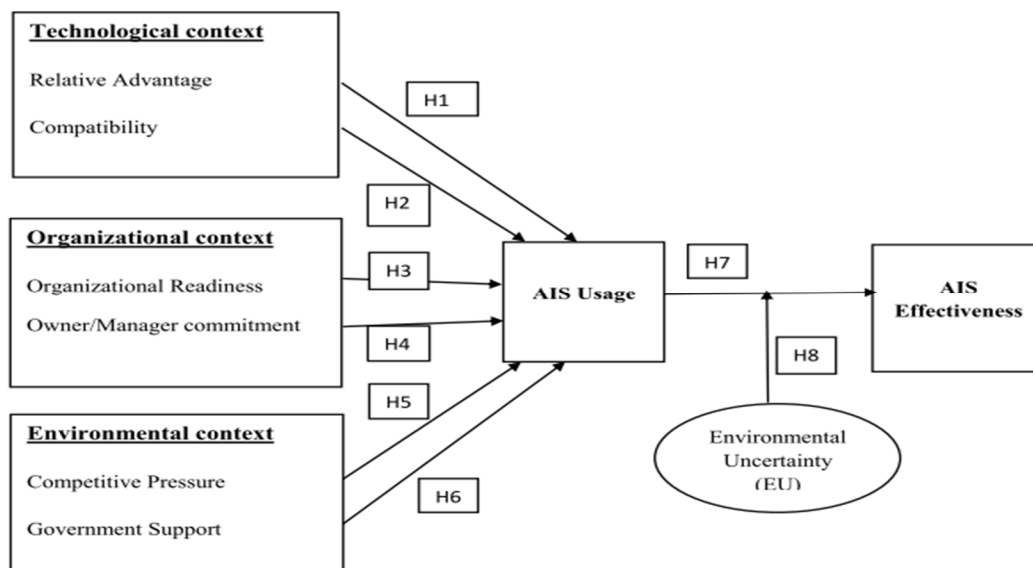 Technological context
Relative Advantage
Compatibility
H1
H2
Organizational context
Organizational Readiness
Owner/Manager commitment
H3
H4
Environmental context
Competitive Pressure
Government Support
H5
H6
AIS Usage
H7
H8
AIS
Effectiveness
Environmental
Uncertainty
(EU)